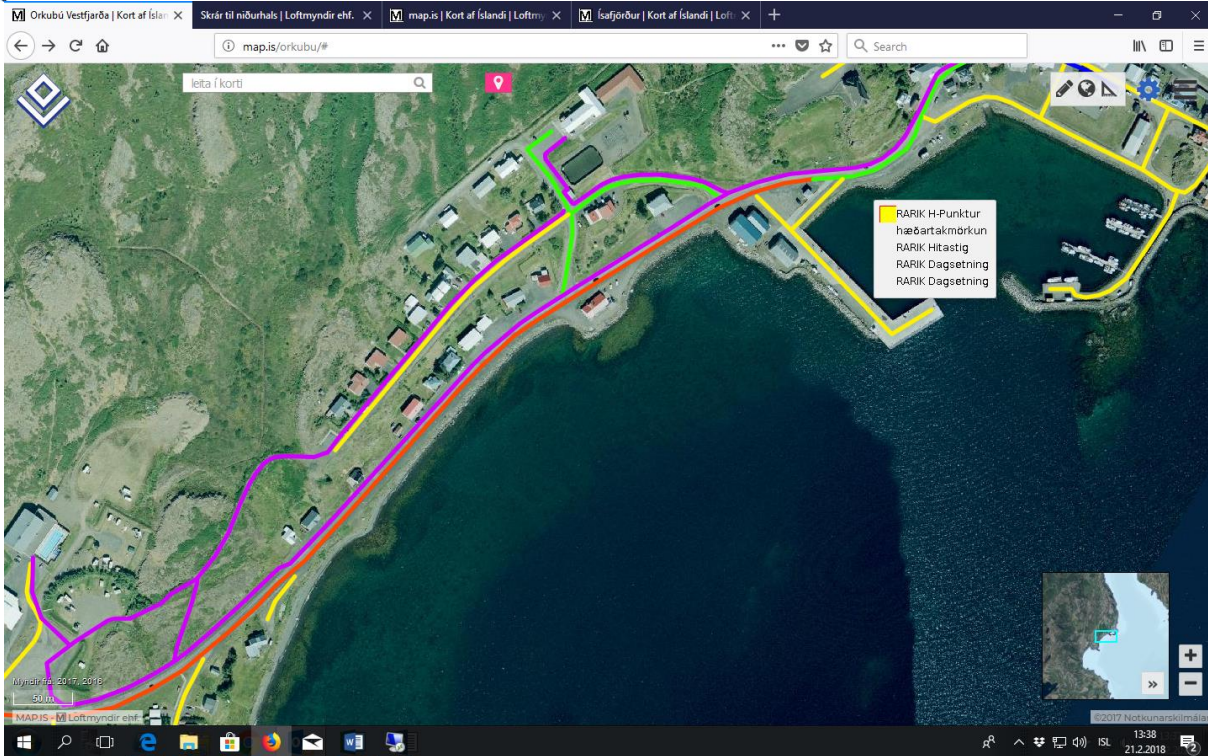 Orkubú Vestfjarða | Kort af Íslan
Skrár til niðurhals | Loftmyndir ehf.
map.is | Kort af Íslandi | Loftmy
Ísafjörður | Kort af Íslandi | Loft
map.is/orkubu/#
Search
leita í korti
RARIK H-Punktur
hæðartakmörkun
RARIK Hitastig
RARIK Dagsetning
RARIK Dagsetning
Myndir frá: 2017, 2016
50 m
MAP.IS - M Loftmyndir ehf.
©2017 Notkunarskilmálar
ISL
13:38
21.2.2018
2